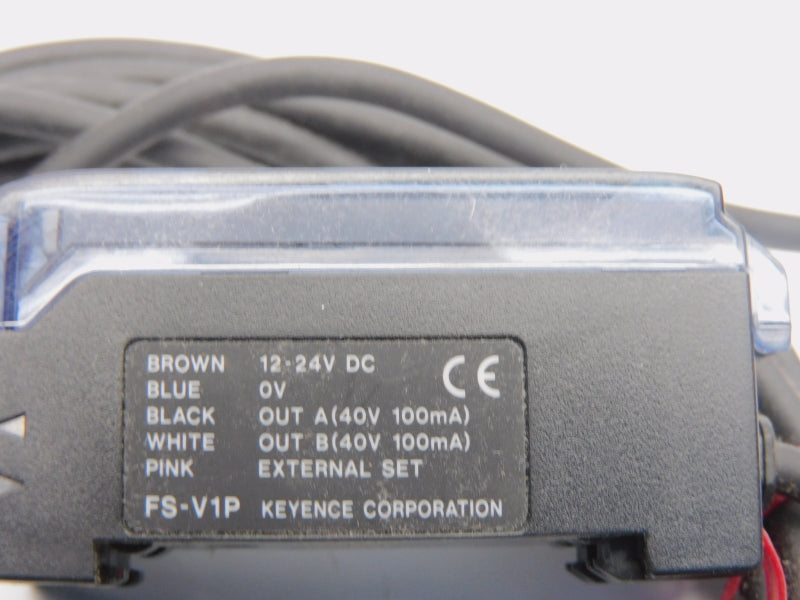 BROWN 12-24V DC
CE
BLUE 0V
BLACK OUT A(40V 100mA)
WHITE OUT B(40V 100mA)
PINK EXTERNAL SET
FS-V1P KEYENCE CORPORATION